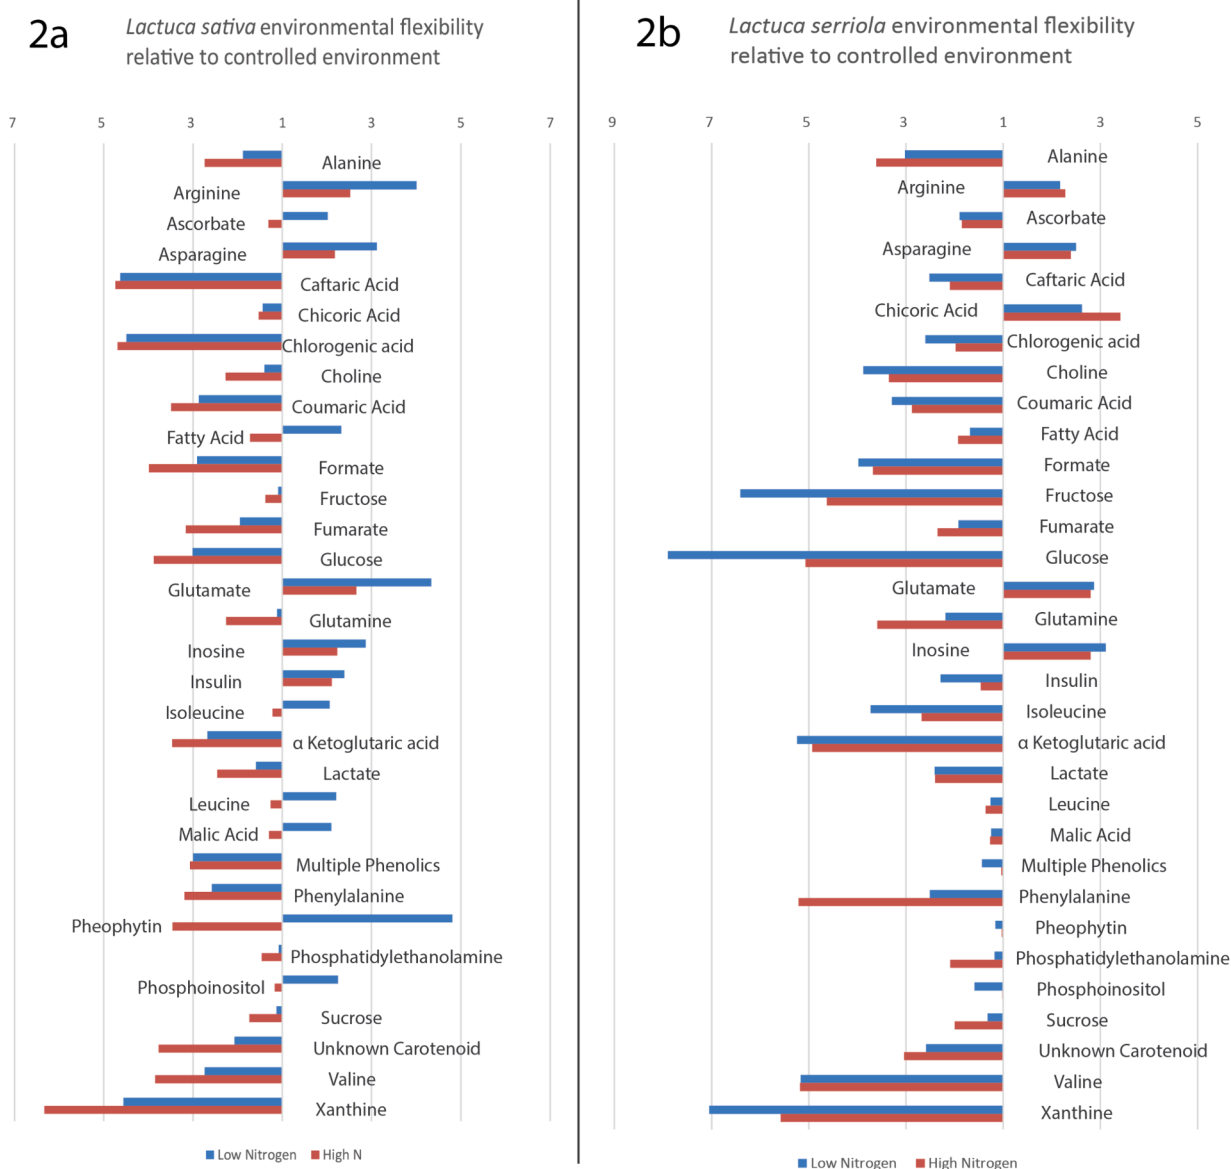 2a
Lactuca sativa environmental flexibility
relative to controlled environment
7 5 3 1 3 5 7
Alanine
Arginine
Ascorbate
Asparagine
Caftaric Acid
Chicoric Acid
Chlorogenic acid
Choline
Coumaric Acid
Fatty Acid
Formate
Fructose
Fumarate
Glucose
Glutamate
Glutamine
Inosine
Insulin
Isoleucine
α Ketoglutaric acid
Lactate
Leucine
Malic Acid
Multiple Phenolics
Phenylalanine
Pheophytin
Phosphatidylethanolamine
Phosphoinositol
Sucrose
Unknown Carotenoid
Valine
Xanthine
Low Nitrogen High N
2b
Lactuca serriola environmental flexibility
relative to controlled environment
9 7 5 3 1 3 5
Alanine
Arginine
Ascorbate
Asparagine
Caftaric Acid
Chicoric Acid
Chlorogenic acid
Choline
Coumaric Acid
Fatty Acid
Formate
Fructose
Fumarate
Glucose
Glutamate
Glutamine
Inosine
Insulin
Isoleucine
α Ketoglutaric acid
Lactate
Leucine
Malic Acid
Multiple Phenolics
Phenylalanine
Pheophytin
Phosphatidylethanolamine
Phosphoinositol
Sucrose
Unknown Carotenoid
Valine
Xanthine
Low Nitrogen High Nitrogen